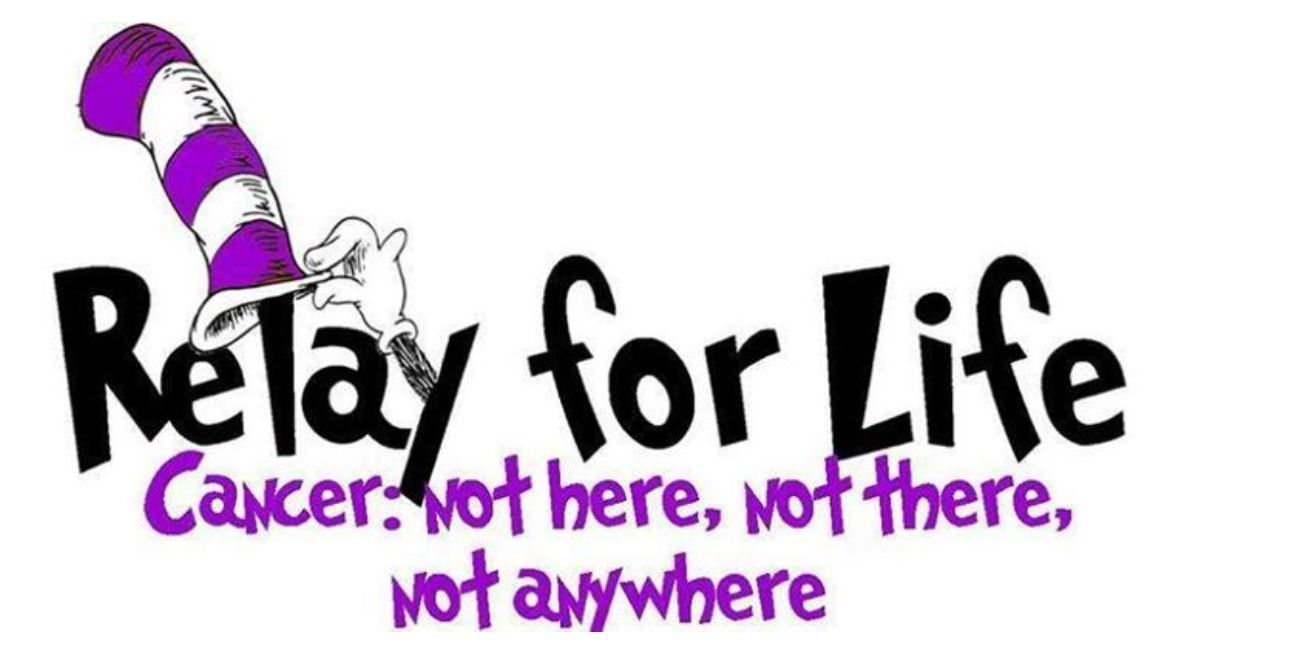 Relay for Life
Cancer: not here, not there,
not anywhere